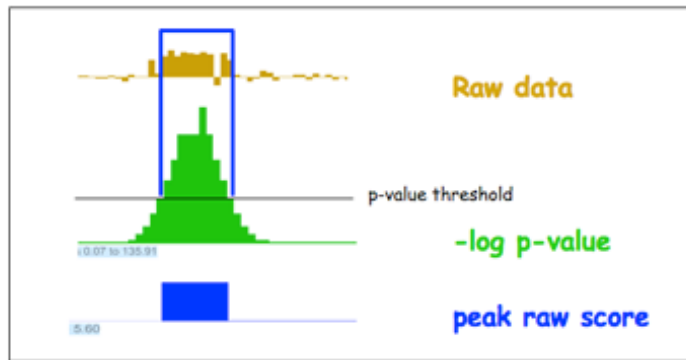 Raw data
p-value threshold
-log p-value
0.07 to 135.91
peak raw score
5.60